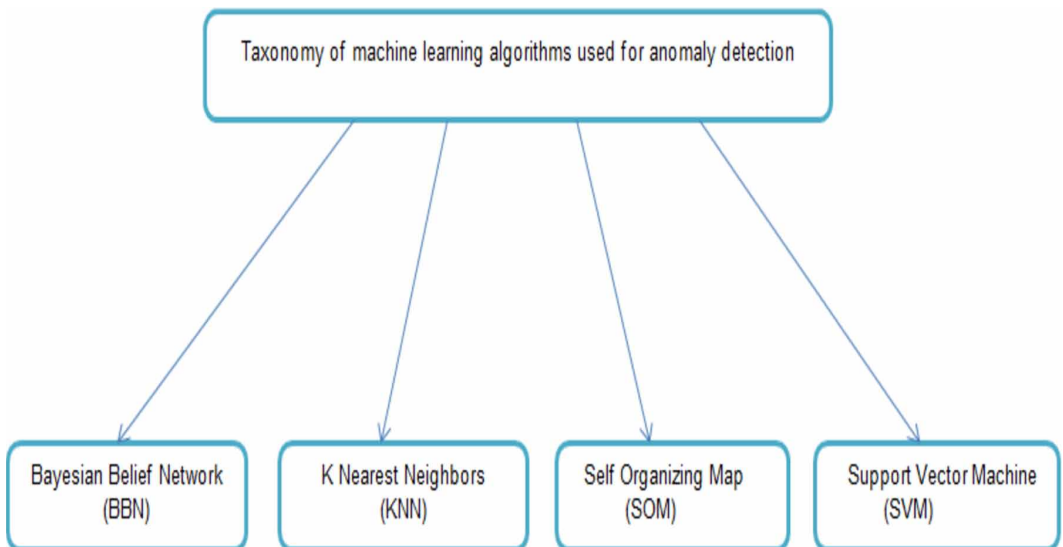 Taxonomy of machine learning algorithms used for anomaly detection
Bayesian Belief Network
(BBN)
K Nearest Neighbors
(KNN)
Self Organizing Map
(SOM)
Support Vector Machine
(SVM)